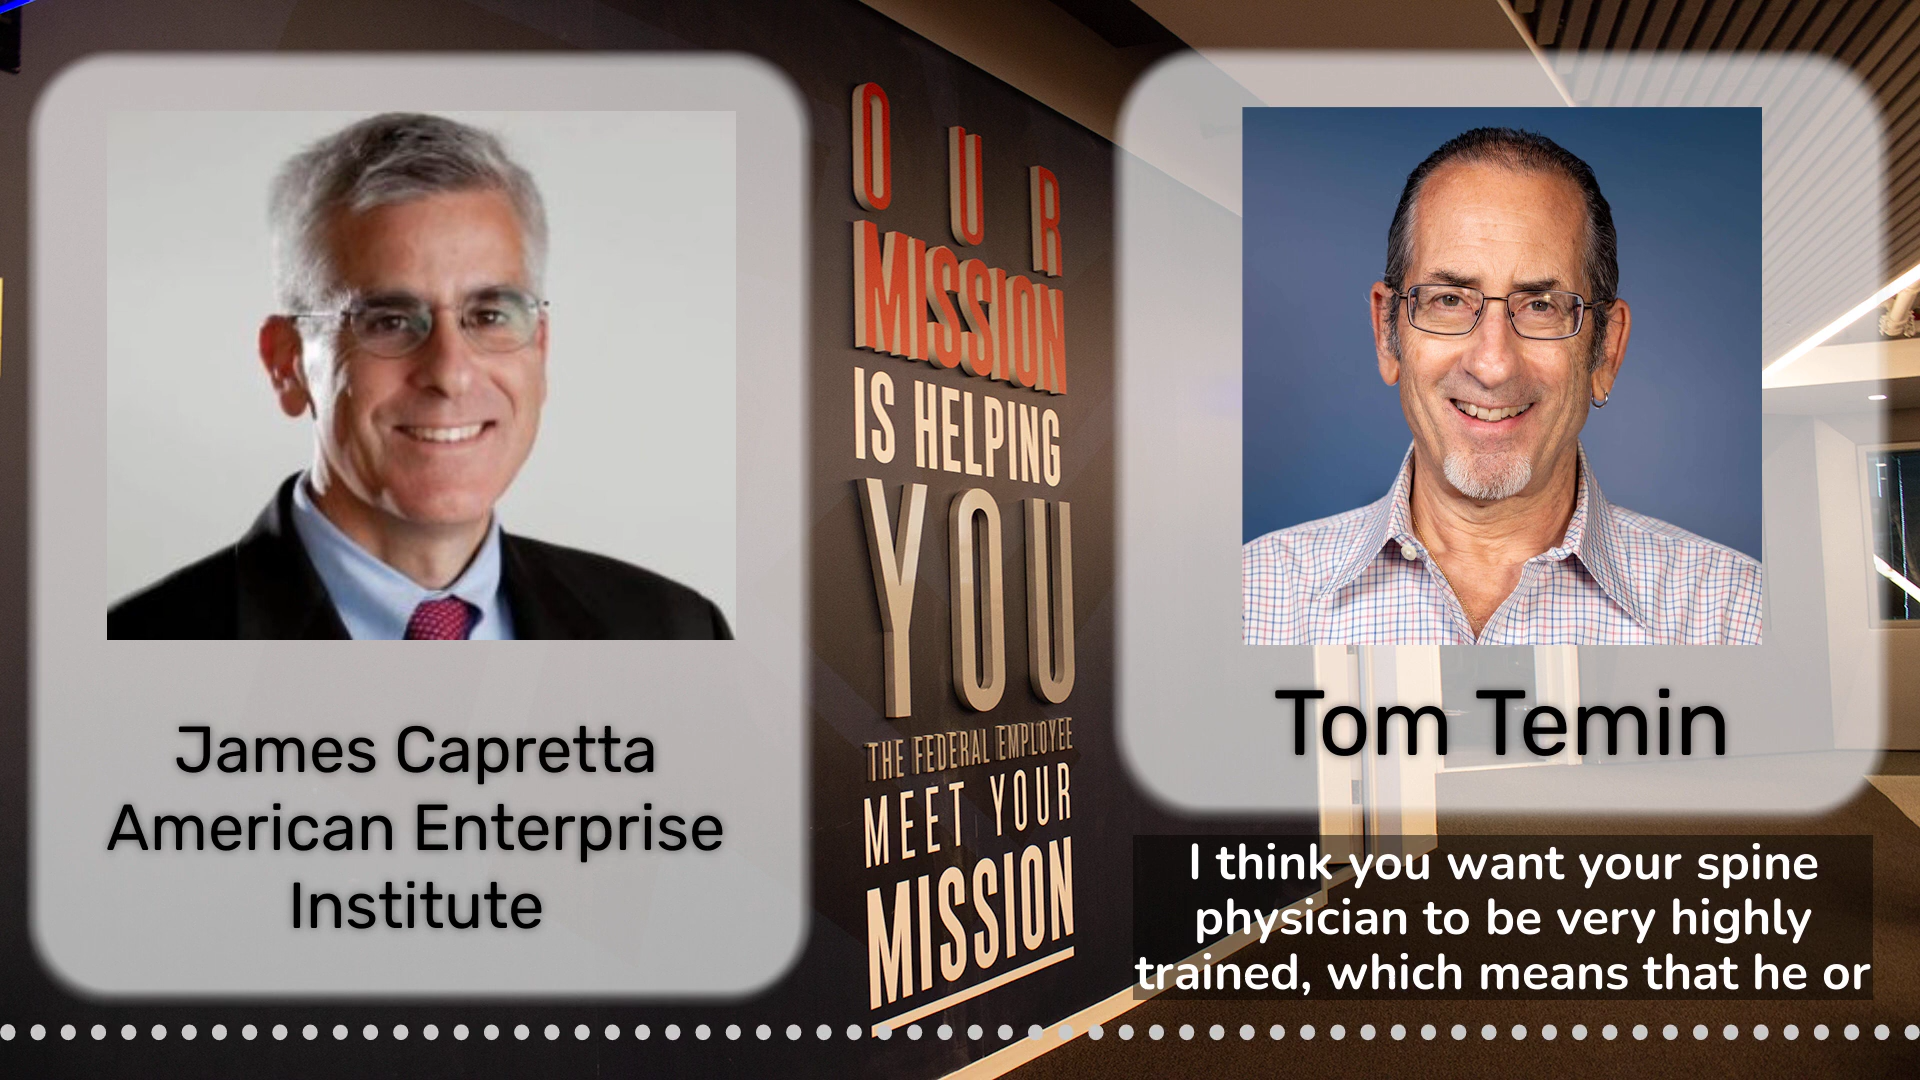 James Capretta
American Enterprise
Institute
OUR
MISSION
IS HELPING
YOU
THE FEDERAL EMPLOYEE
MEET YOUR
MISSION
Tom Temin
I think you want your spine
physician to be very highly
trained, which means that he or